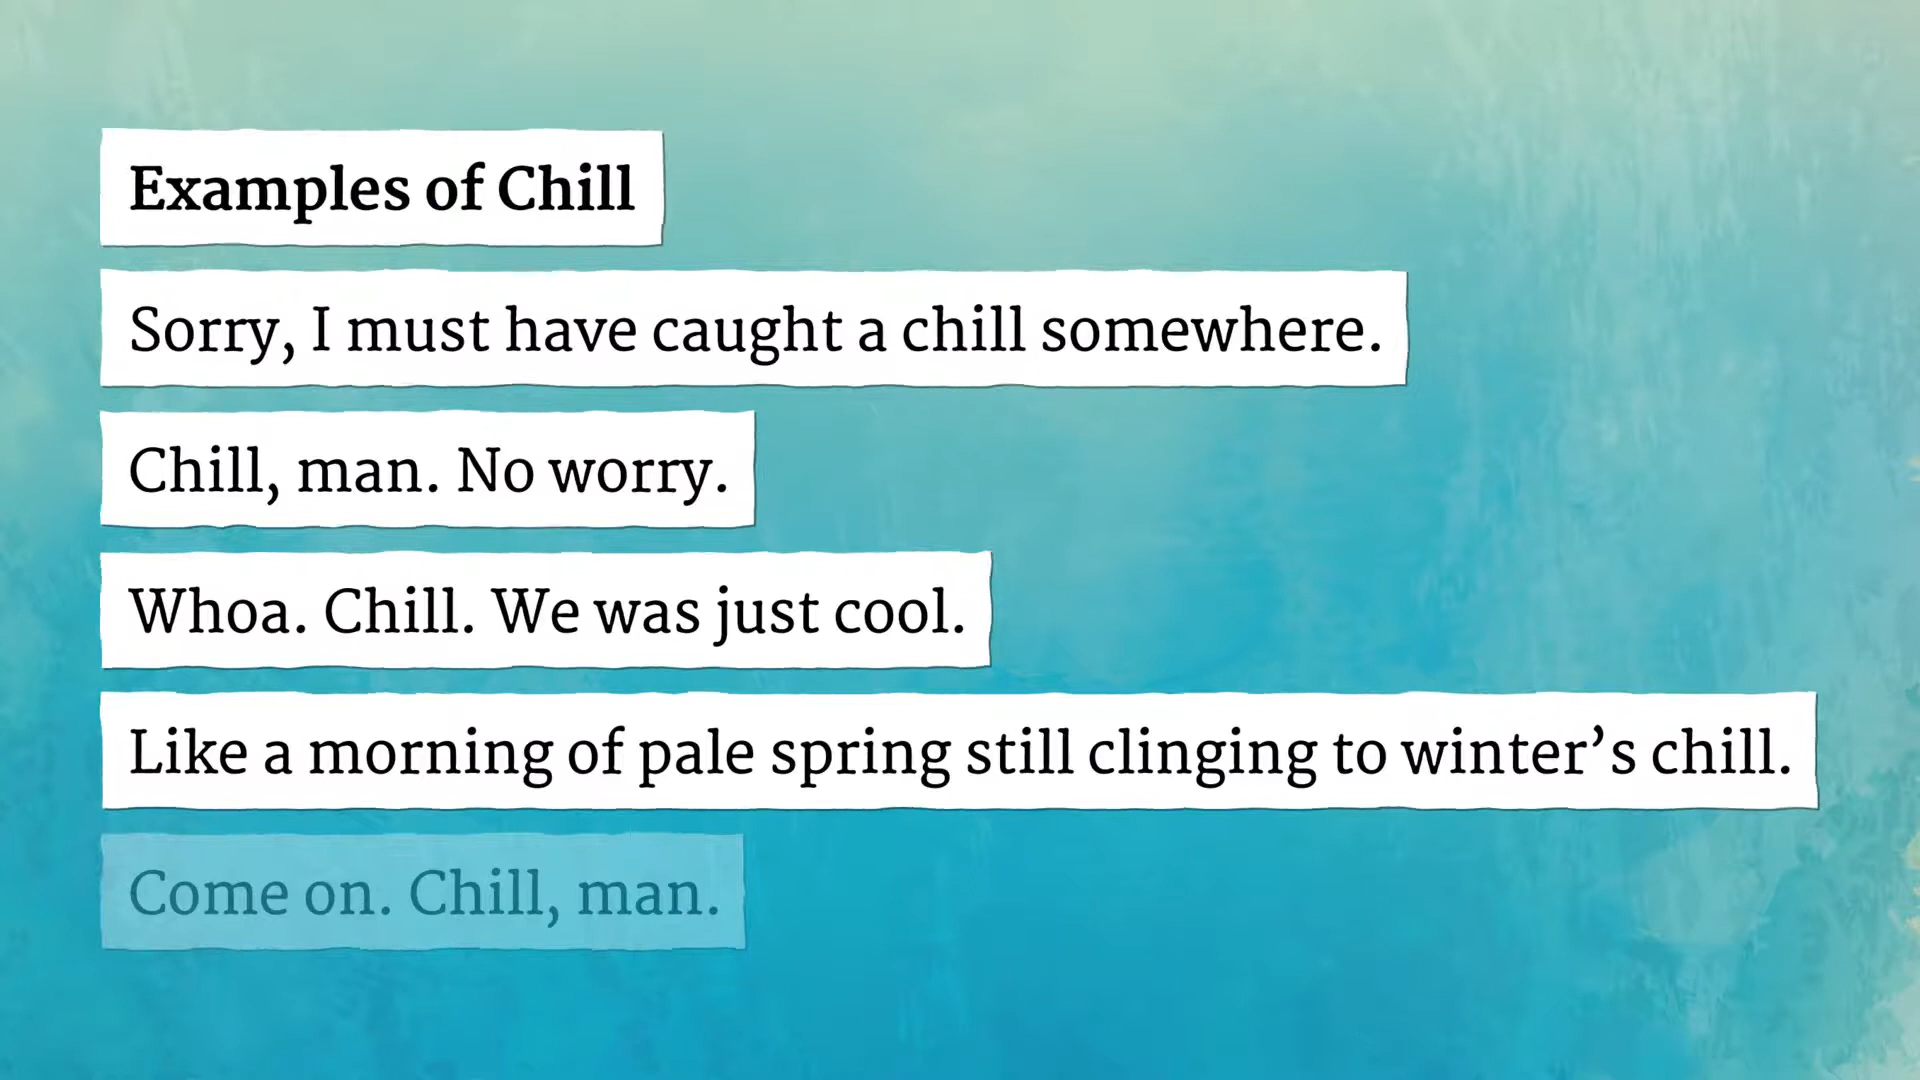 Examples of Chill
Sorry, I must have caught a chill somewhere.
Chill, man. No worry.
Whoa. Chill. We was just cool.
Like a morning of pale spring still clinging to winter’s chill.
Come on. Chill, man.